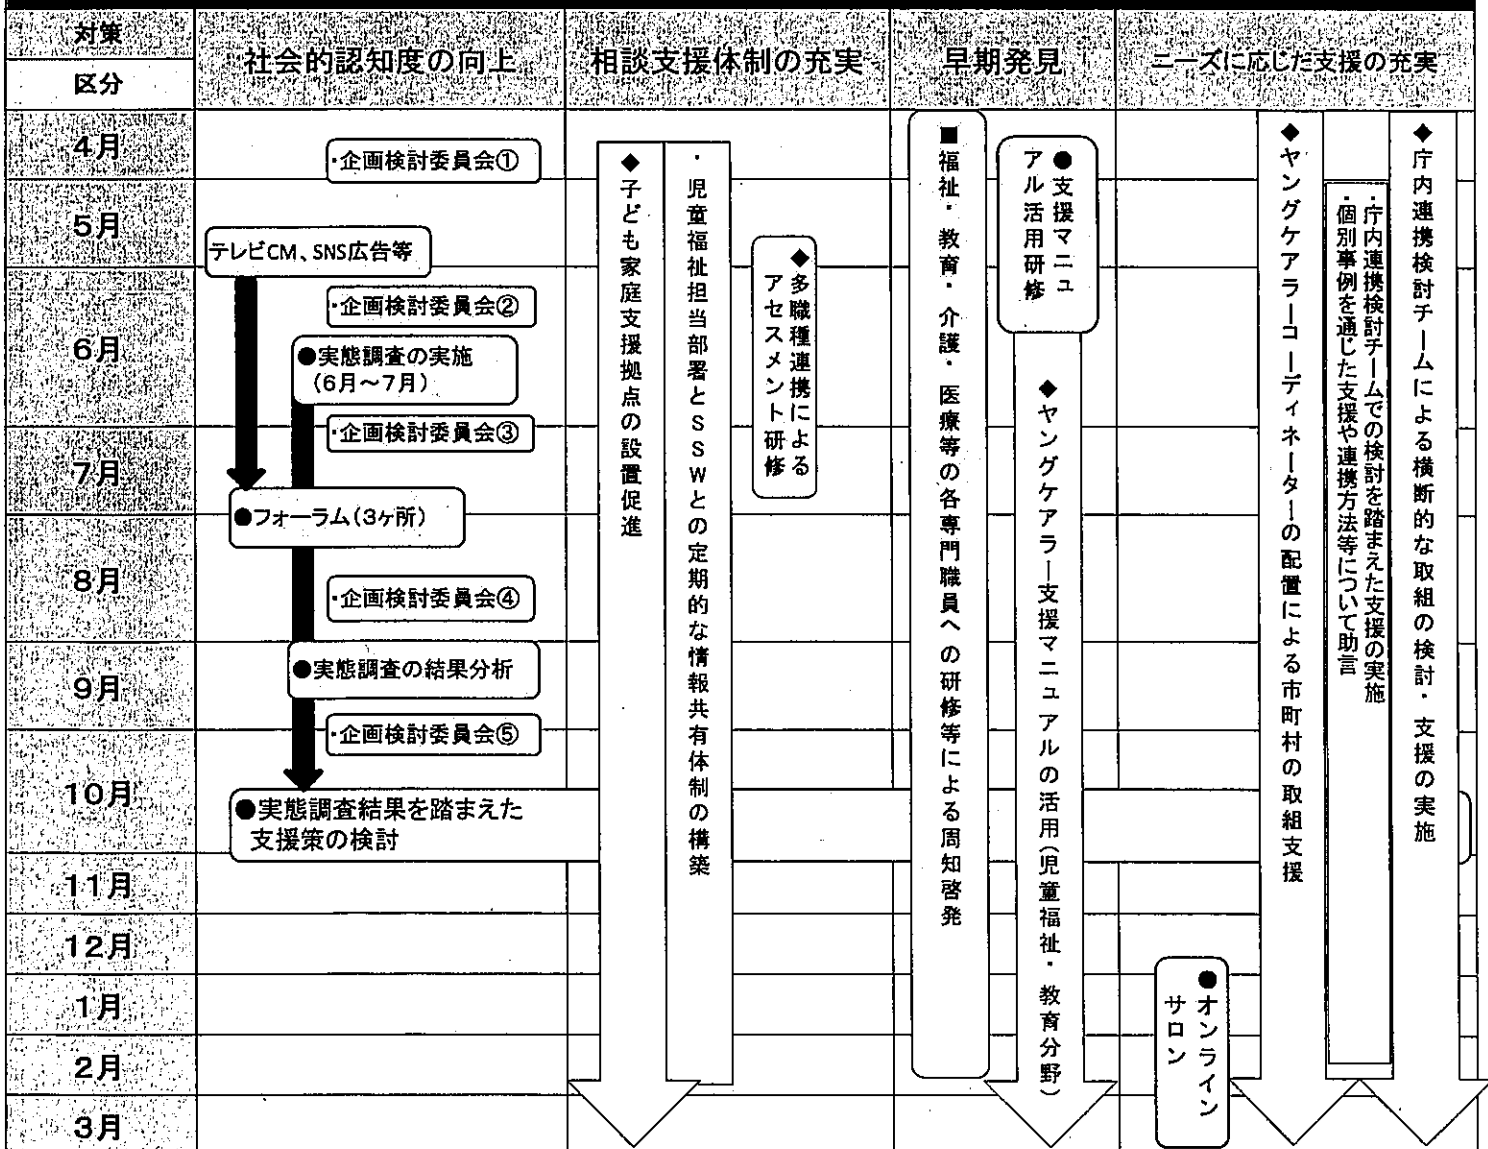 対策
区分
社会的認知度の向上
相談支援体制の充実
早期発見
ニーズに応じた支援の充実
4月
5月
6月
7月
8月
9月
10月
11月
12月
1月
2月
3月
・企画検討委員会①
テレビCM、SNS広告等
・企画検討委員会②
●実態調査の実施
(6月～7月)
・企画検討委員会③
●フォーラム(3ヶ所)
・企画検討委員会④
●実態調査の結果分析
・企画検討委員会⑤
●実態調査結果を踏まえた
支援策の検討
◆子ども家庭支援拠点の設置促進
・児童福祉担当部署とSSWとの定期的な情報共有体制の構築
◆多職種連携による
アセスメント研修
■福祉・教育・介護・医療等の各専門職員への研修等による周知啓発
●支援マニュ
アル活用研修
◆ヤングケアラー支援マニュアルの活用(児童福祉・教育分野)
●オンライン
サロン
◆ヤングケアラーコーディネーターの配置による市町村の取組支援
・庁内連携検討チームでの検討を踏まえた支援の実施
・個別事例を通じた支援や連携方法等について助言
◆庁内連携検討チームによる横断的な取組の検討・支援の実施